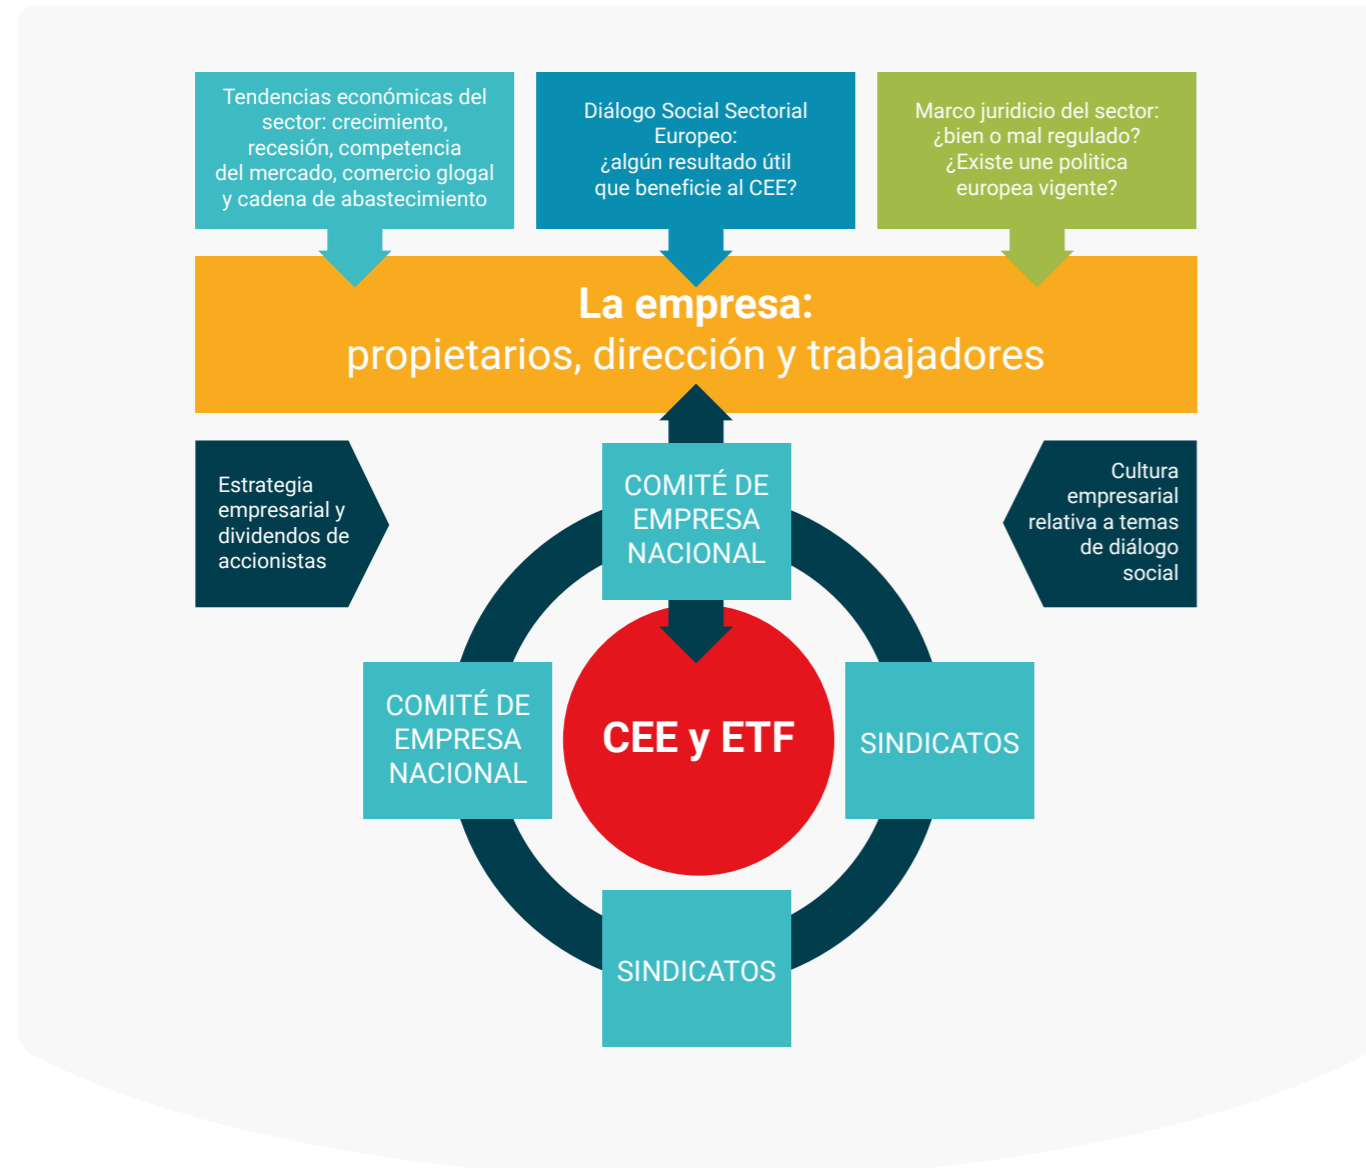 Tendencias económicas del
sector: crecimiento,
recesión, competencia
del mercado, comercio glogal
y cadena de abastecimiento
Diálogo Social Sectorial
Europeo:
¿algún resultado útil
que beneficie al CEE?
Marco juridicio del sector:
¿bien o mal regulado?
¿Existe une politica
europea vigente?
La empresa:
propietarios, dirección y trabajadores
Estrategia
empresarial y
dividendos de
accionistas
COMITÉ DE
EMPRESA
NACIONAL
Cultura
empresarial
relativa a temas
de diálogo
social
COMITÉ DE
EMPRESA
NACIONAL
CEE y ETF
SINDICATOS
SINDICATOS